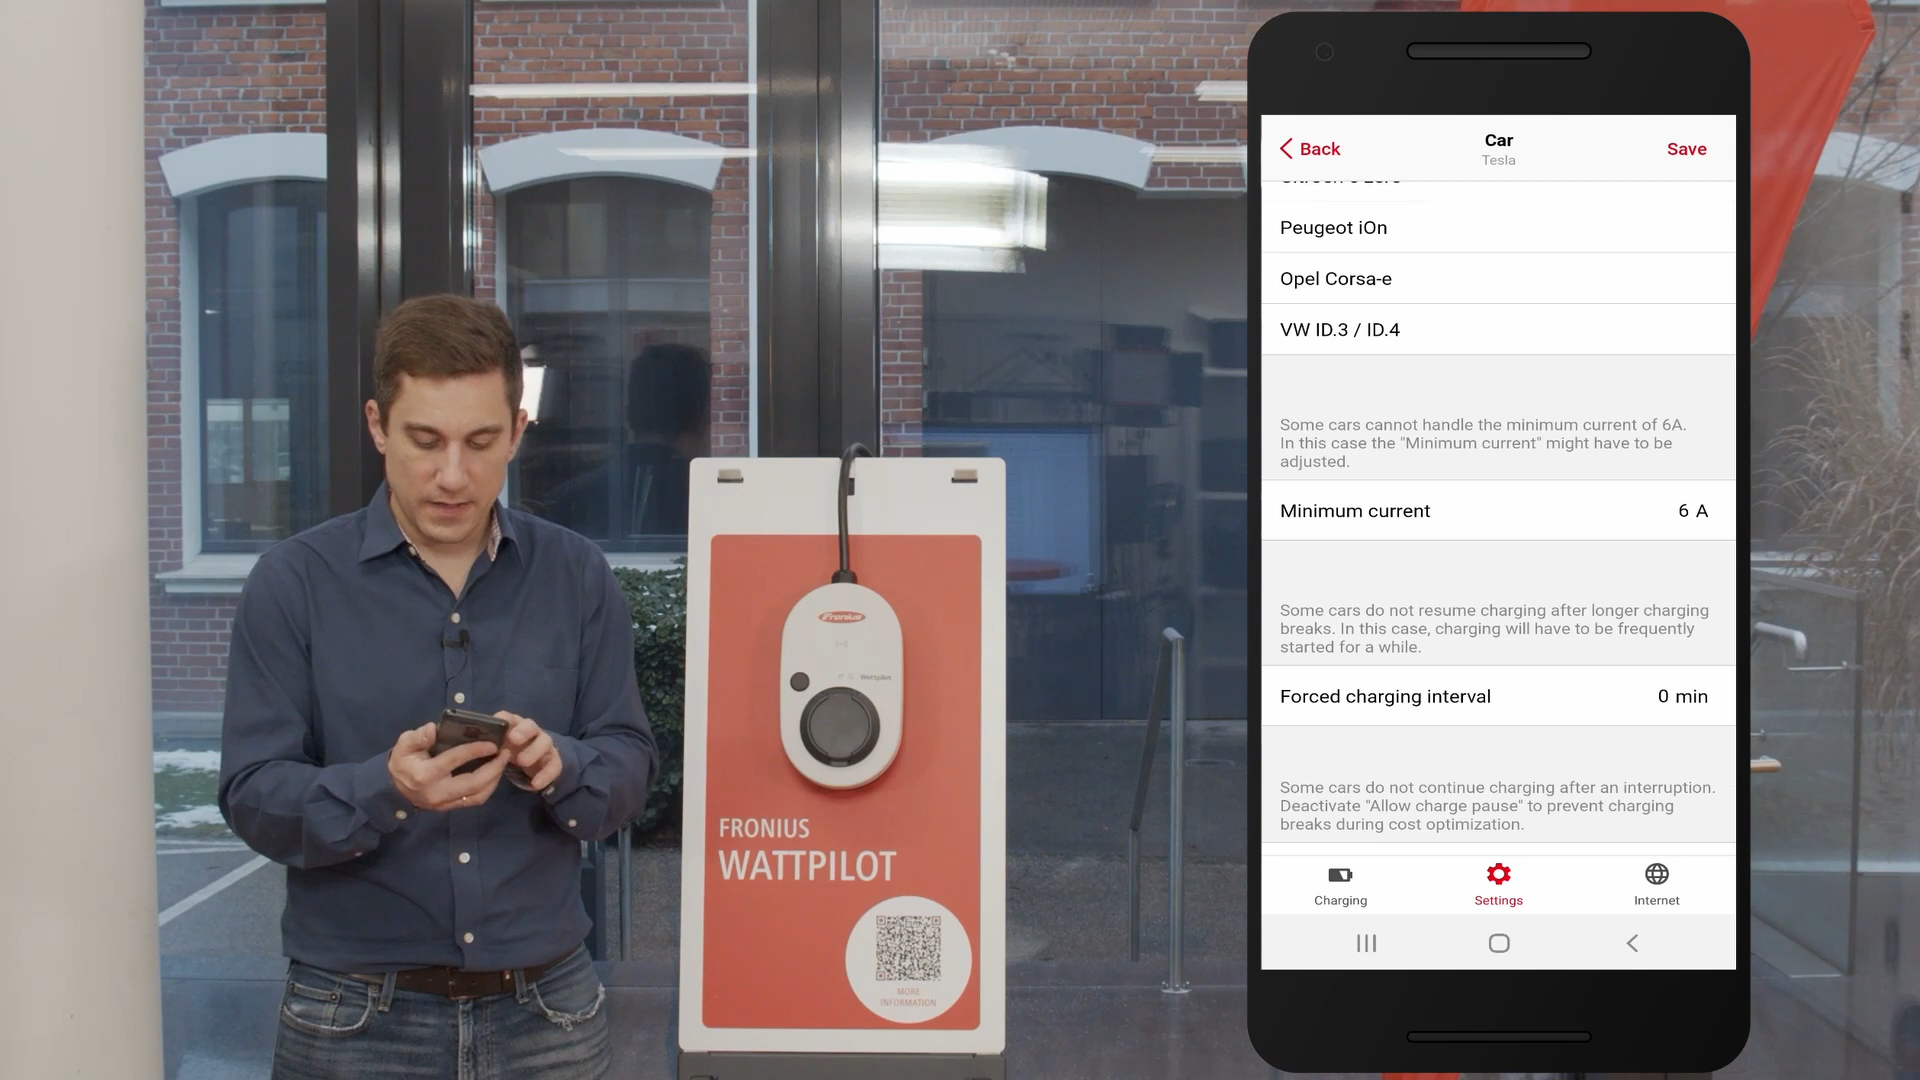 Back
Car
Tesla
Save
Peugeot iOn
Opel Corsa-e
VW ID.3 / ID.4
Some cars cannot handle the minimum current of 6A.
In this case the "Minimum current" might have to be
adjusted.
Minimum current 6 A
Some cars do not resume charging after longer charging
breaks. In this case, charging will have to be frequently
started for a while.
Forced charging interval 0 min
Some cars do not continue charging after an interruption.
Deactivate "Allow charge pause" to prevent charging
breaks during cost optimization.
Charging
Settings
Internet
Fronius
Wattpilot
FRONIUS
WATTPILOT
MORE
INFORMATION